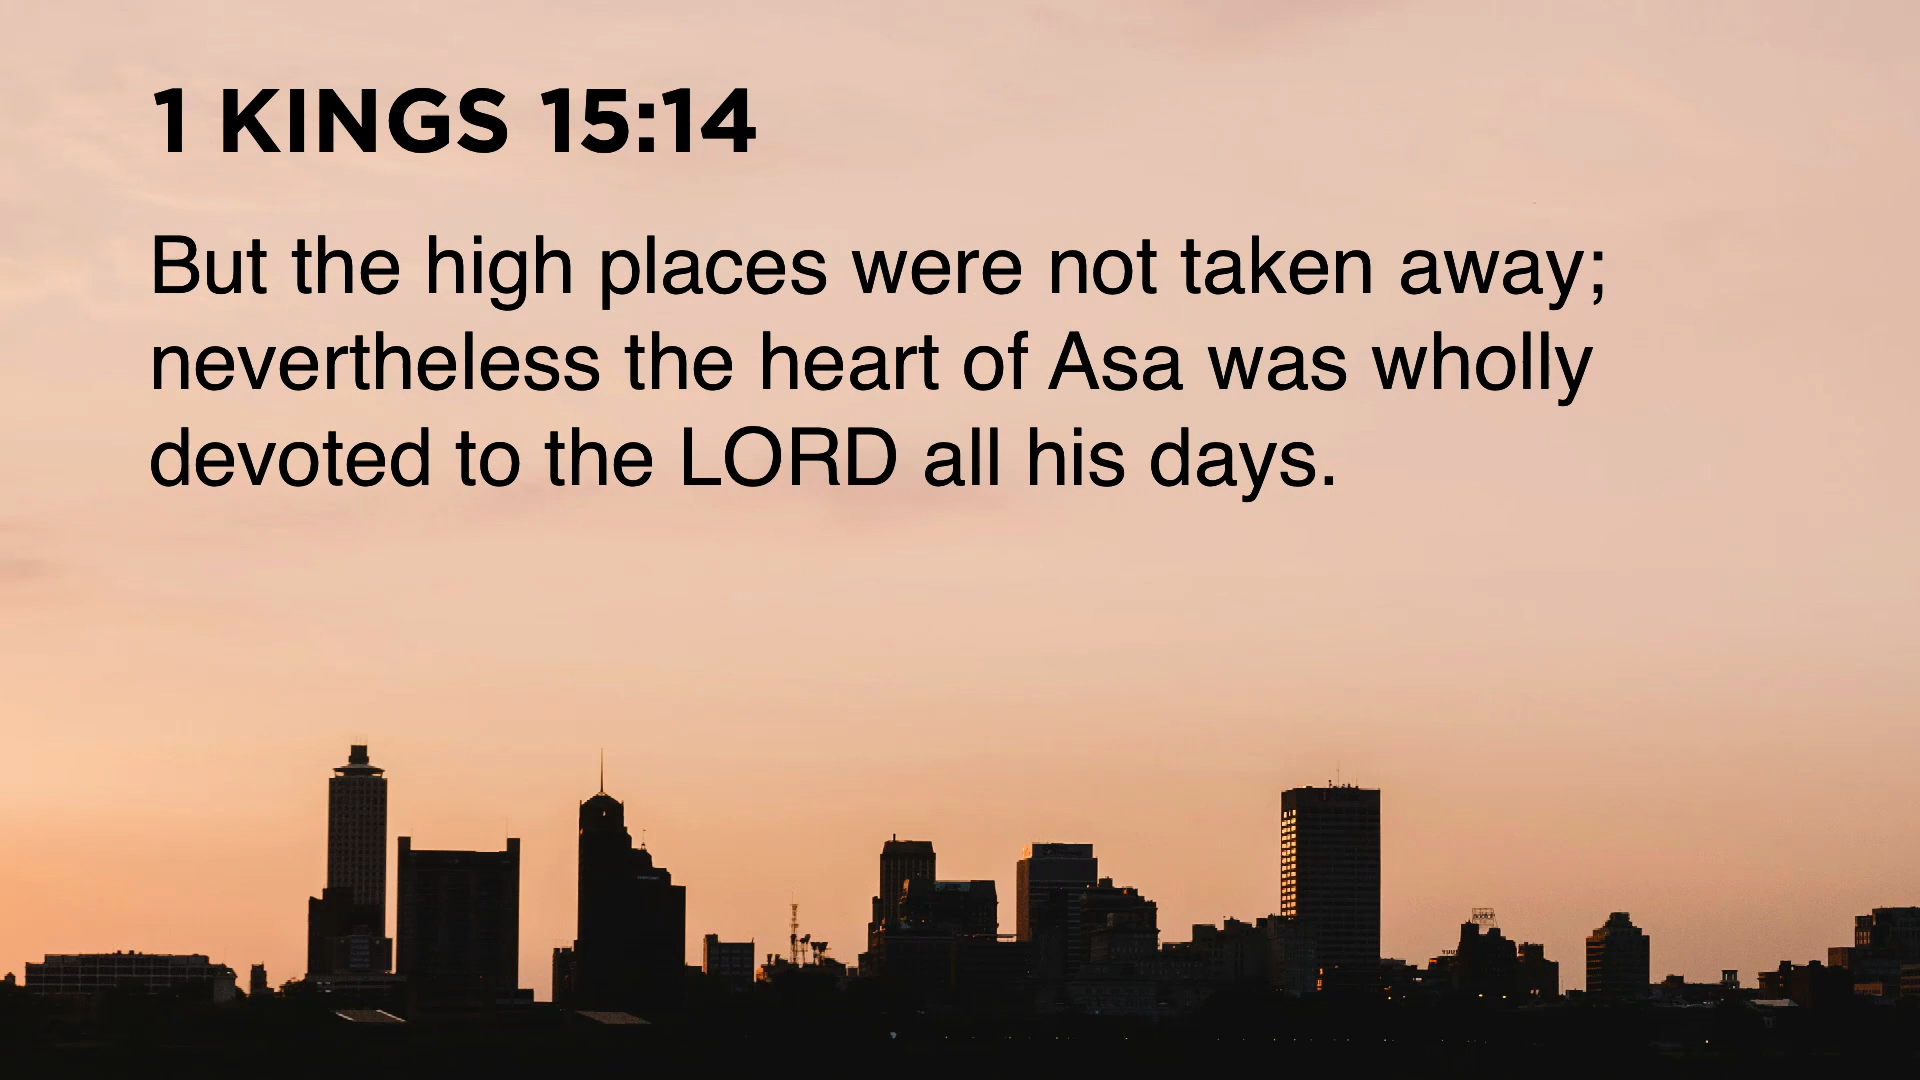 1 KINGS 15:14
But the high places were not taken away;
nevertheless the heart of Asa was wholly
devoted to the LORD all his days.